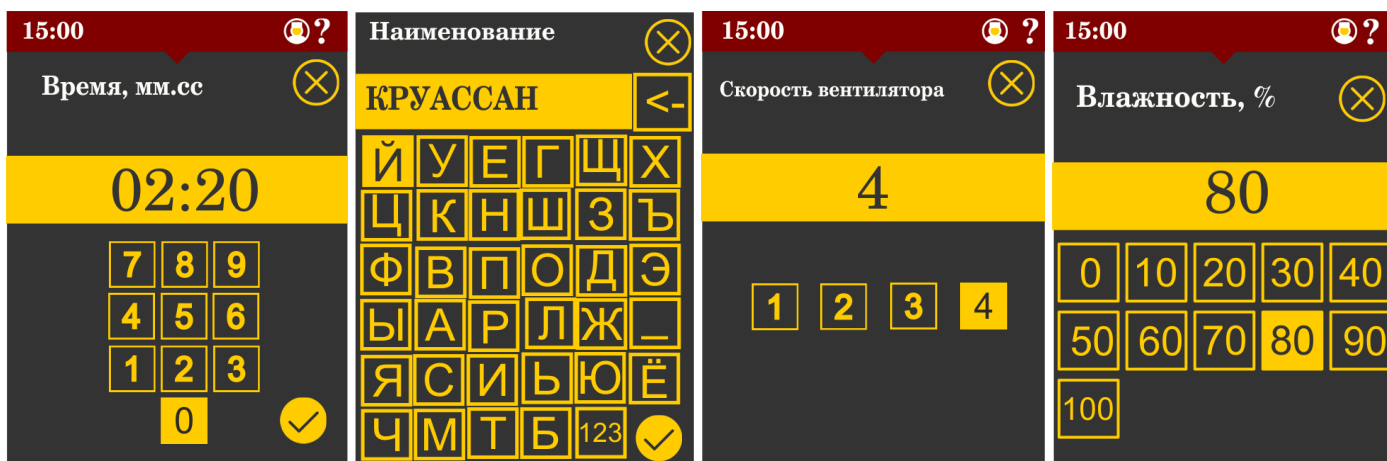 15:00 ?
Время, мм.сс
02:20
7 8 9
4 5 6
1 2 3
0
Наименование
КРУАССАН <-
Й У Е Г Щ Х
Ц К Н Ш З Ъ
Ф В П О Д Э
Ы А Р Л Ж _
Я С И Ь Ю Ё
Ч М Т Б 123
15:00 ?
Скорость вентилятора
4
1 2 3 4
15:00 ?
Влажность, %
80
0 10 20 30 40
50 60 70 80 90
100